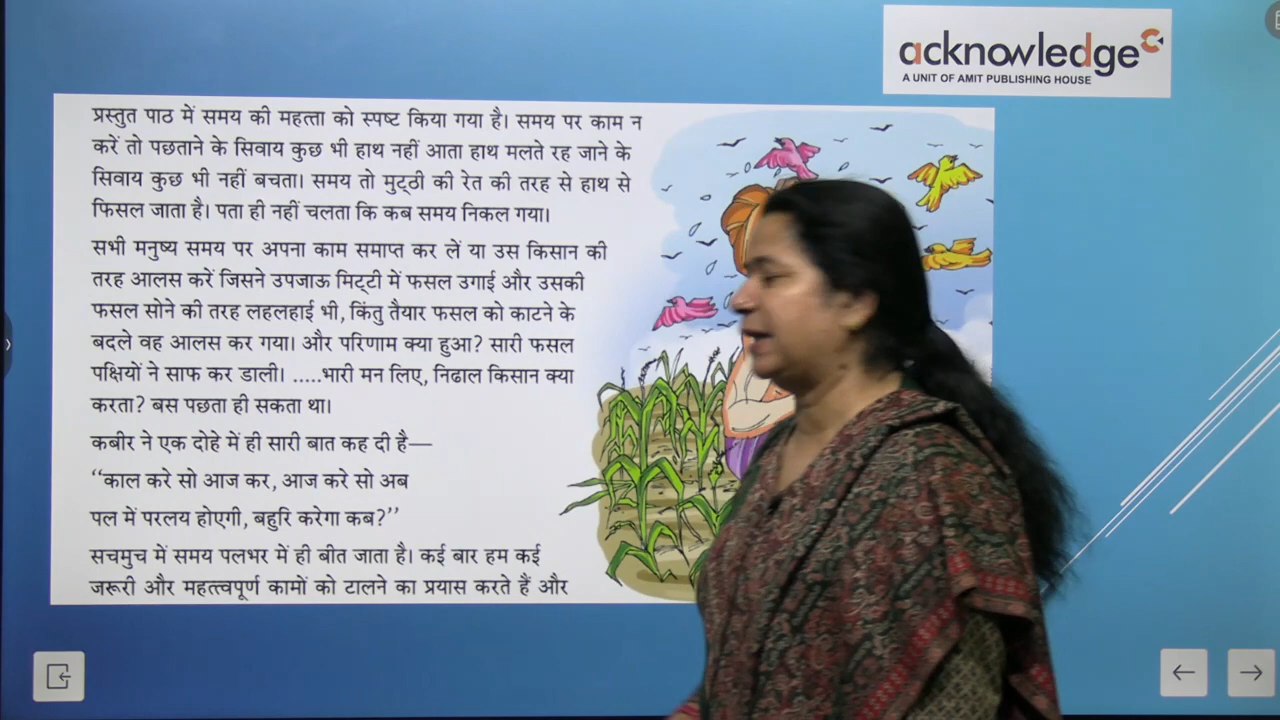 acknowledge
A UNIT OF AMIT PUBLISHING HOUSE
प्रस्तुत पाठ में समय की महत्ता को स्पष्ट किया गया है। समय पर काम न
करें तो पछताने के सिवाय कुछ भी हाथ नहीं आता हाथ मलते रह जाने के
सिवाय कुछ भी नहीं बचता। समय तो मुट्ठी की रेत की तरह से हाथ से
फिसल जाता है। पता ही नहीं चलता कि कब समय निकल गया।
सभी मनुष्य समय पर अपना काम समाप्त कर लें या उस किसान की
तरह आलस करें जिसने उपजाऊ मिट्टी में फसल उगाई और उसकी
फसल सोने की तरह लहलहाई भी, किंतु तैयार फसल को काटने के
बदले वह आलस कर गया। और परिणाम क्या हुआ? सारी फसल
पक्षियों ने साफ कर डाली। .....भारी मन लिए, निढाल किसान क्या
करता? बस पछता ही सकता था।
कबीर ने एक दोहे में ही सारी बात कह दी है—
“काल करे सो आज कर, आज करे सो अब
पल में परलय होएगी, बहुरि करेगा कब?”
सचमुच में समय पलभर में ही बीत जाता है। कई बार हम कई
जरूरी और महत्त्वपूर्ण कामों को टालने का प्रयास करते हैं और